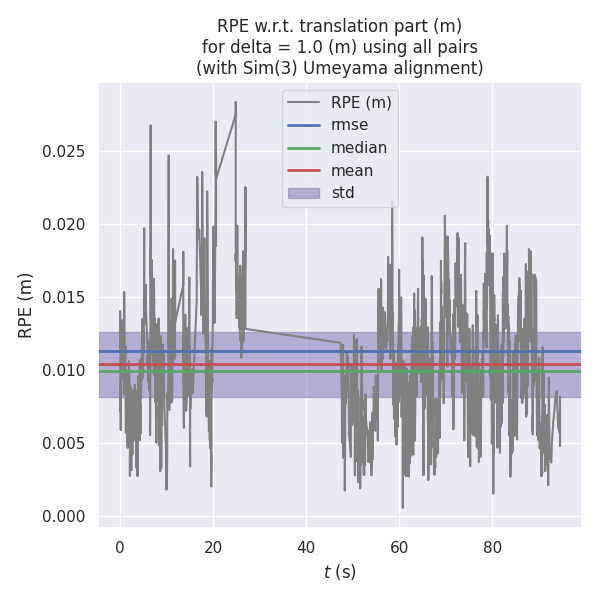 RPE w.r.t. translation part (m)
for delta = 1.0 (m) using all pairs
(with Sim(3) Umeyama alignment)
RPE (m)
rmse
median
mean
std
RPE (m)
0.025
0.020
0.015
0.010
0.005
0.000
0
20
40
60
80
t (s)